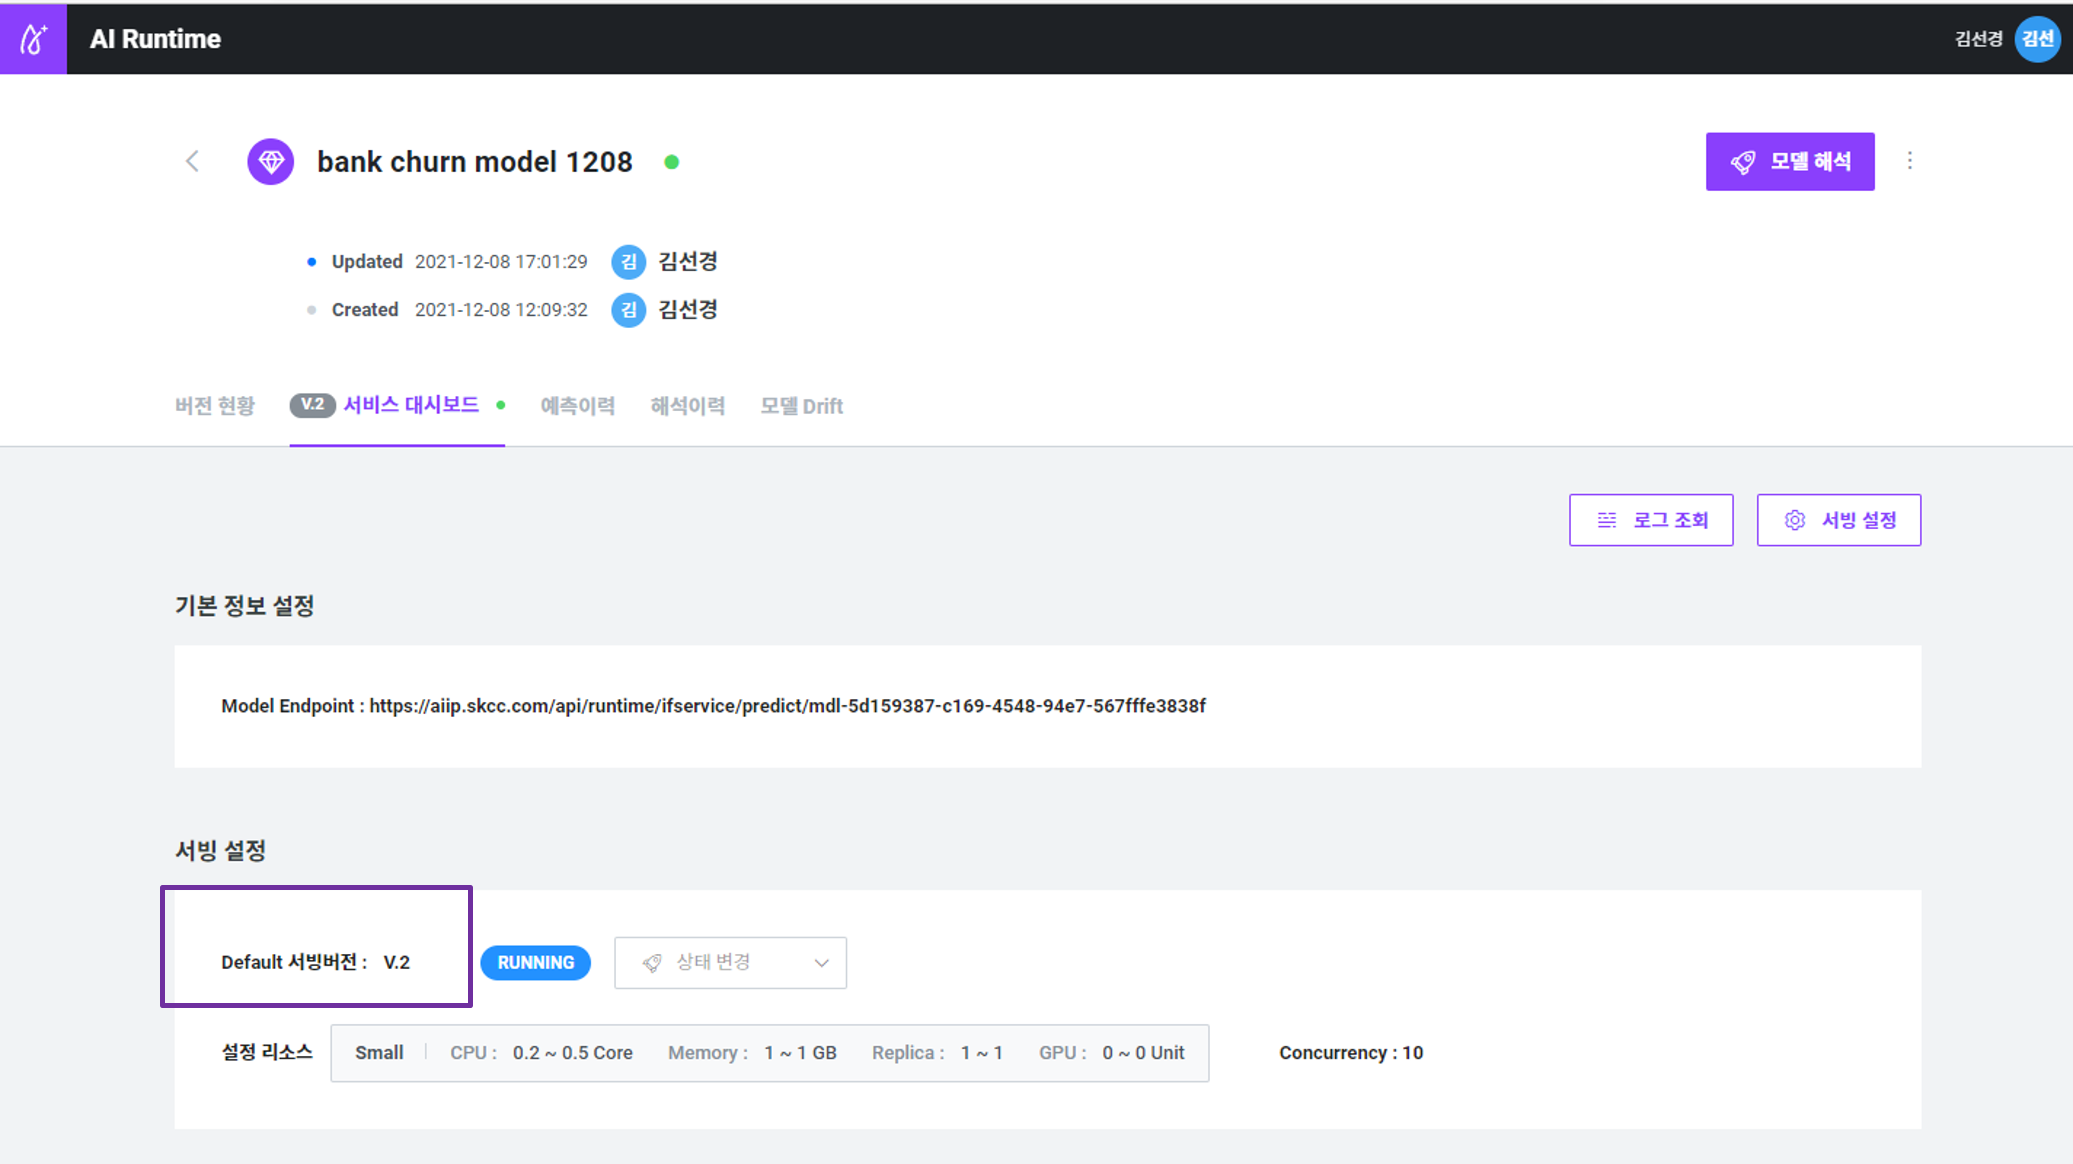 AI Runtime
김선경 김선
bank churn model 1208
모델 해석
Updated 2021-12-08 17:01:29 김 김선경
Created 2021-12-08 12:09:32 김 김선경
버전 현황 V.2 서비스 대시보드 예측이력 해석이력 모델 Drift
로그 조회 서빙 설정
기본 정보 설정
Model Endpoint : https://aiip.skcc.com/api/runtime/ifservice/predict/mdl-5d159387-c169-4548-94e7-567fffe3838f
서빙 설정
Default 서빙버전 : V.2 RUNNING 상태 변경
설정 리소스 Small CPU : 0.2 ~ 0.5 Core Memory : 1 ~ 1 GB Replica : 1 ~ 1 GPU : 0 ~ 0 Unit Concurrency : 10